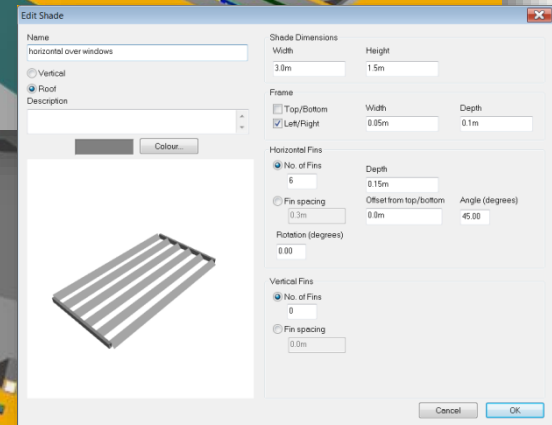 Edit Shade
Name
horizontal over windows
Vertical
Roof
Description
Colour...
Shade Dimensions
Width Height
3.0m 1.5m
Frame
Top/Bottom Width Depth
Left/Right 0.05m 0.1m
Horizontal Fins
No. of Fins Depth
6 0.15m
Fin spacing Offset from top/bottom Angle (degrees)
0.3m 0.0m 45.00
Rotation (degrees)
0.00
Vertical Fins
No. of Fins
0
Fin spacing
0.0m
Cancel OK